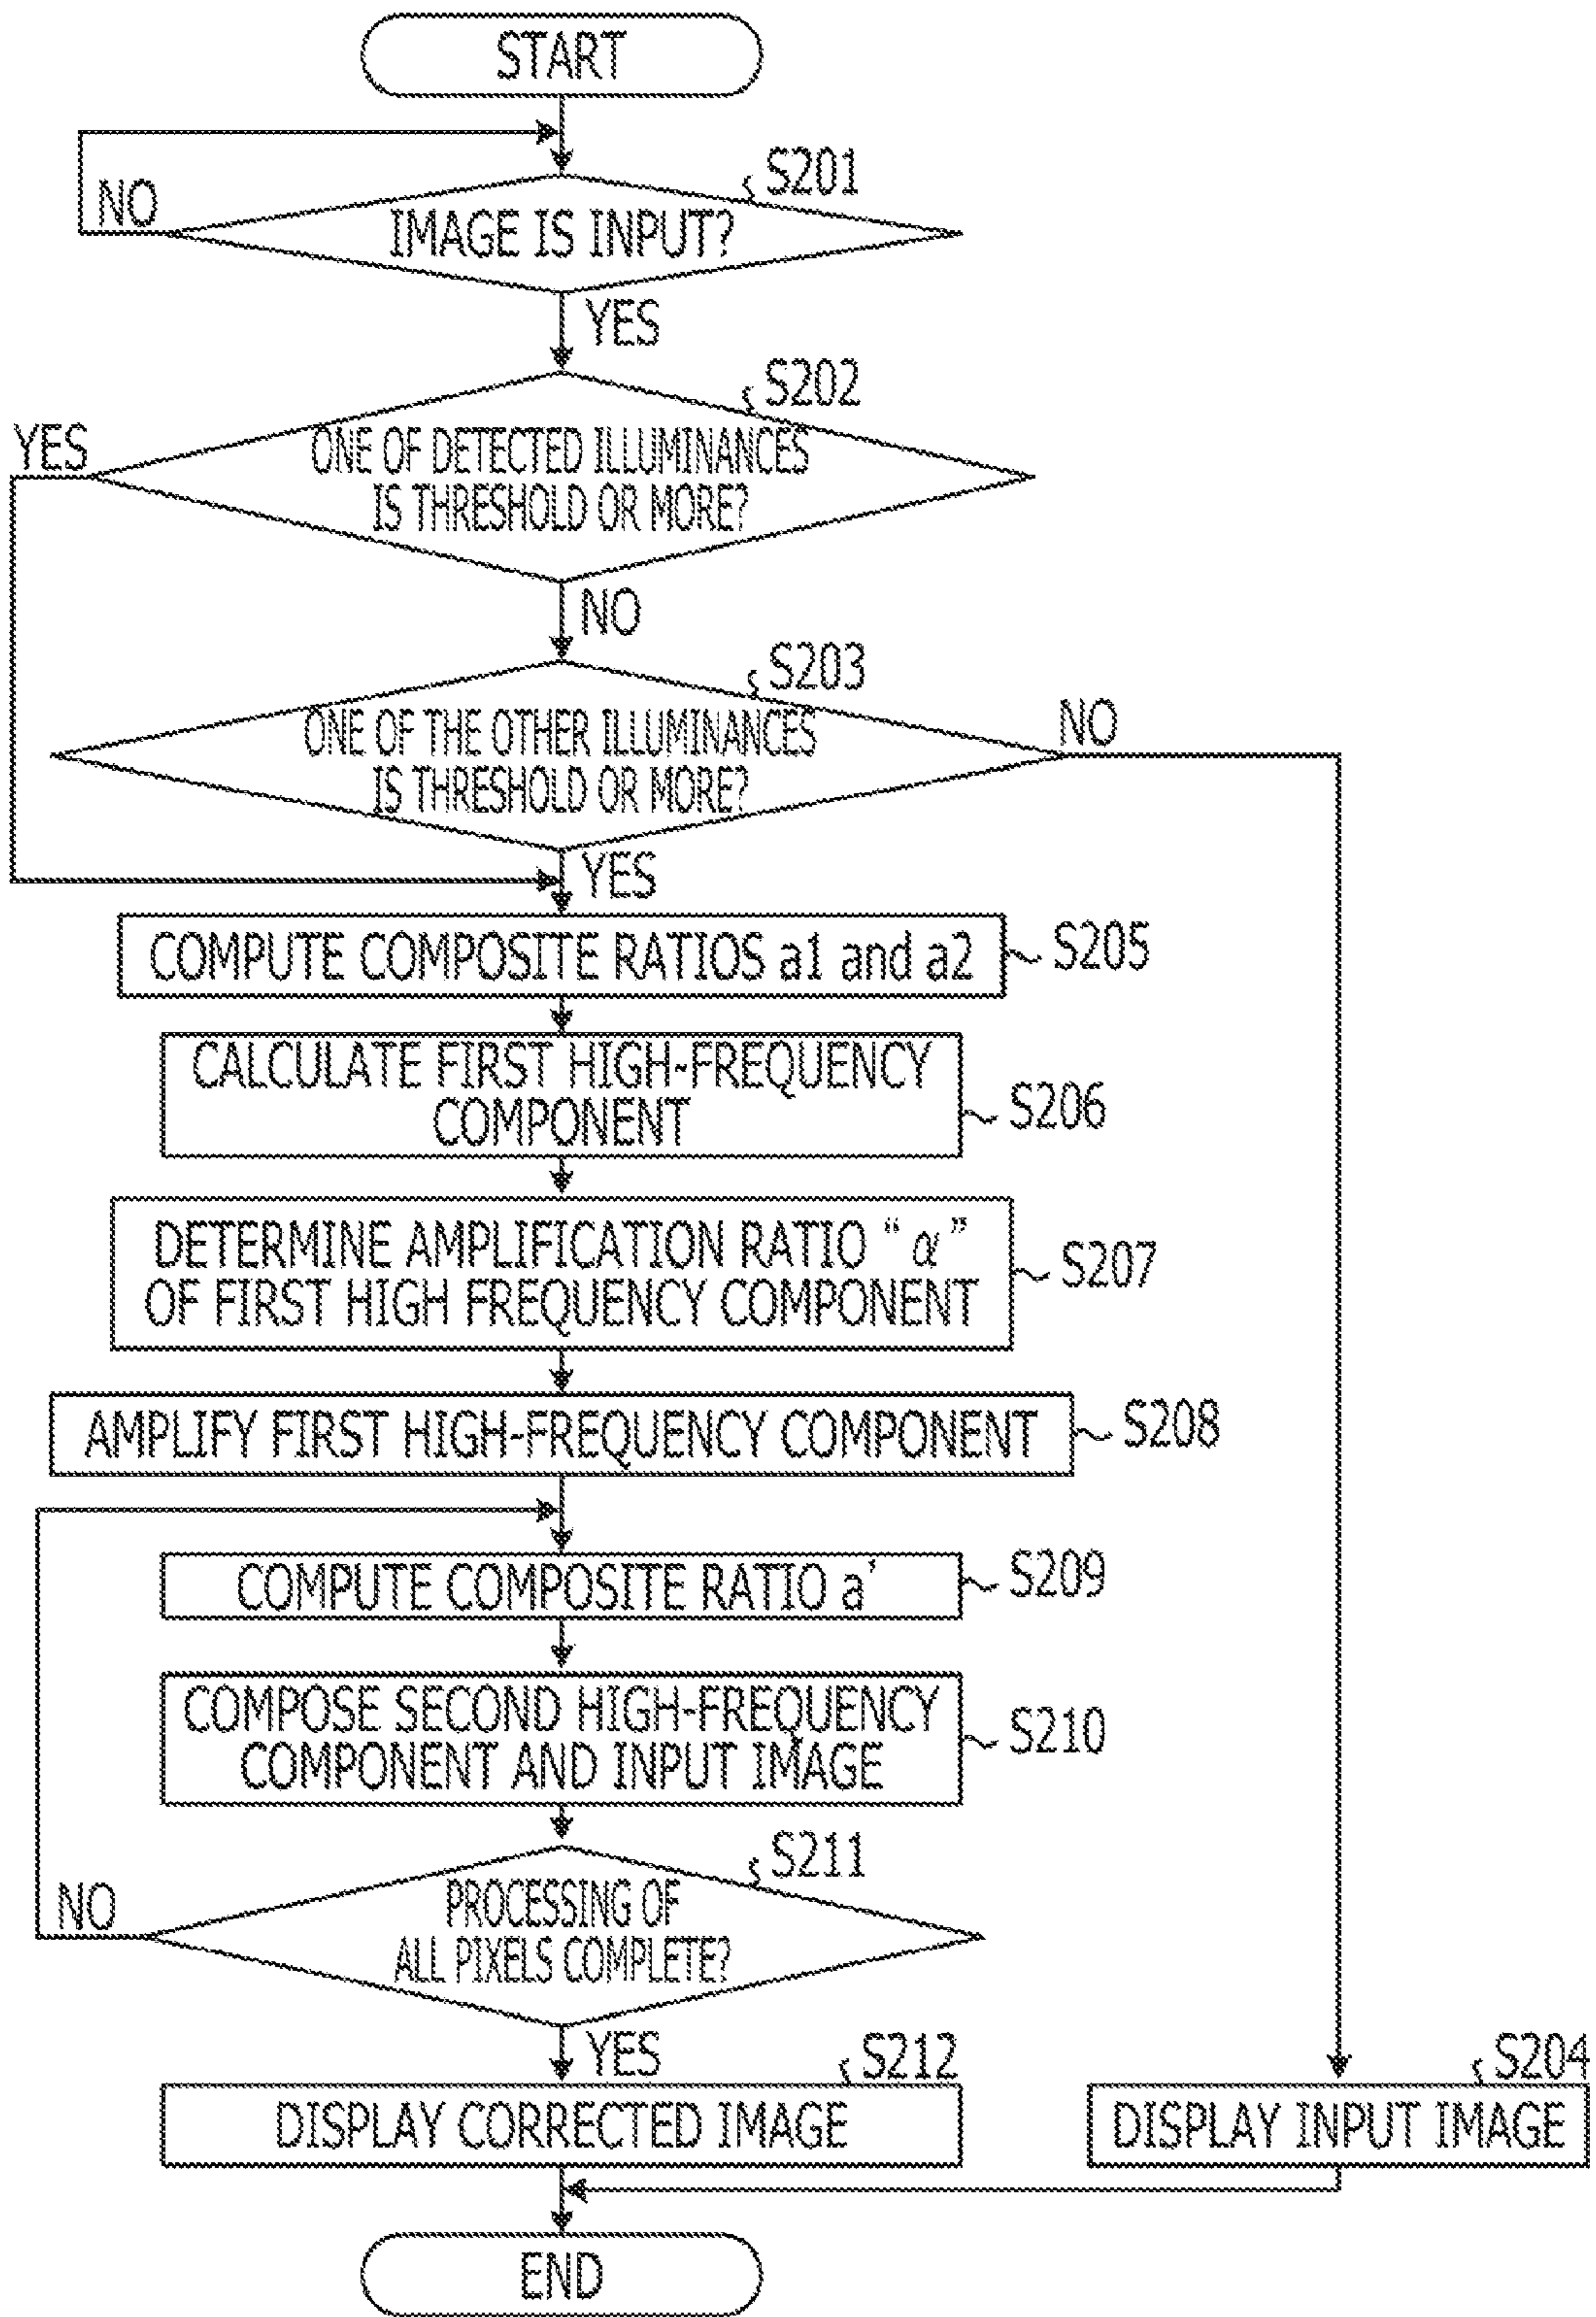 START
S201
NO
IMAGE IS INPUT?
YES
S202
YES
ONE OF DETECTED ILLUMINANCES
IS THRESHOLD OR MORE?
NO
S203
NO
ONE OF THE OTHER ILLUMINANCES
IS THRESHOLD OR MORE?
YES
COMPUTE COMPOSITE RATIOS a1 and a2
S205
CALCULATE FIRST HIGH-FREQUENCY
COMPONENT
S206
DETERMINE AMPLIFICATION RATIO “α”
OF FIRST HIGH FREQUENCY COMPONENT
S207
AMPLIFY FIRST HIGH-FREQUENCY COMPONENT
S208
COMPUTE COMPOSITE RATIO a’
S209
COMPOSE SECOND HIGH-FREQUENCY
COMPONENT AND INPUT IMAGE
S210
S211
NO
PROCESSING OF
ALL PIXELS COMPLETE?
YES
S212
S204
DISPLAY CORRECTED IMAGE
DISPLAY INPUT IMAGE
END